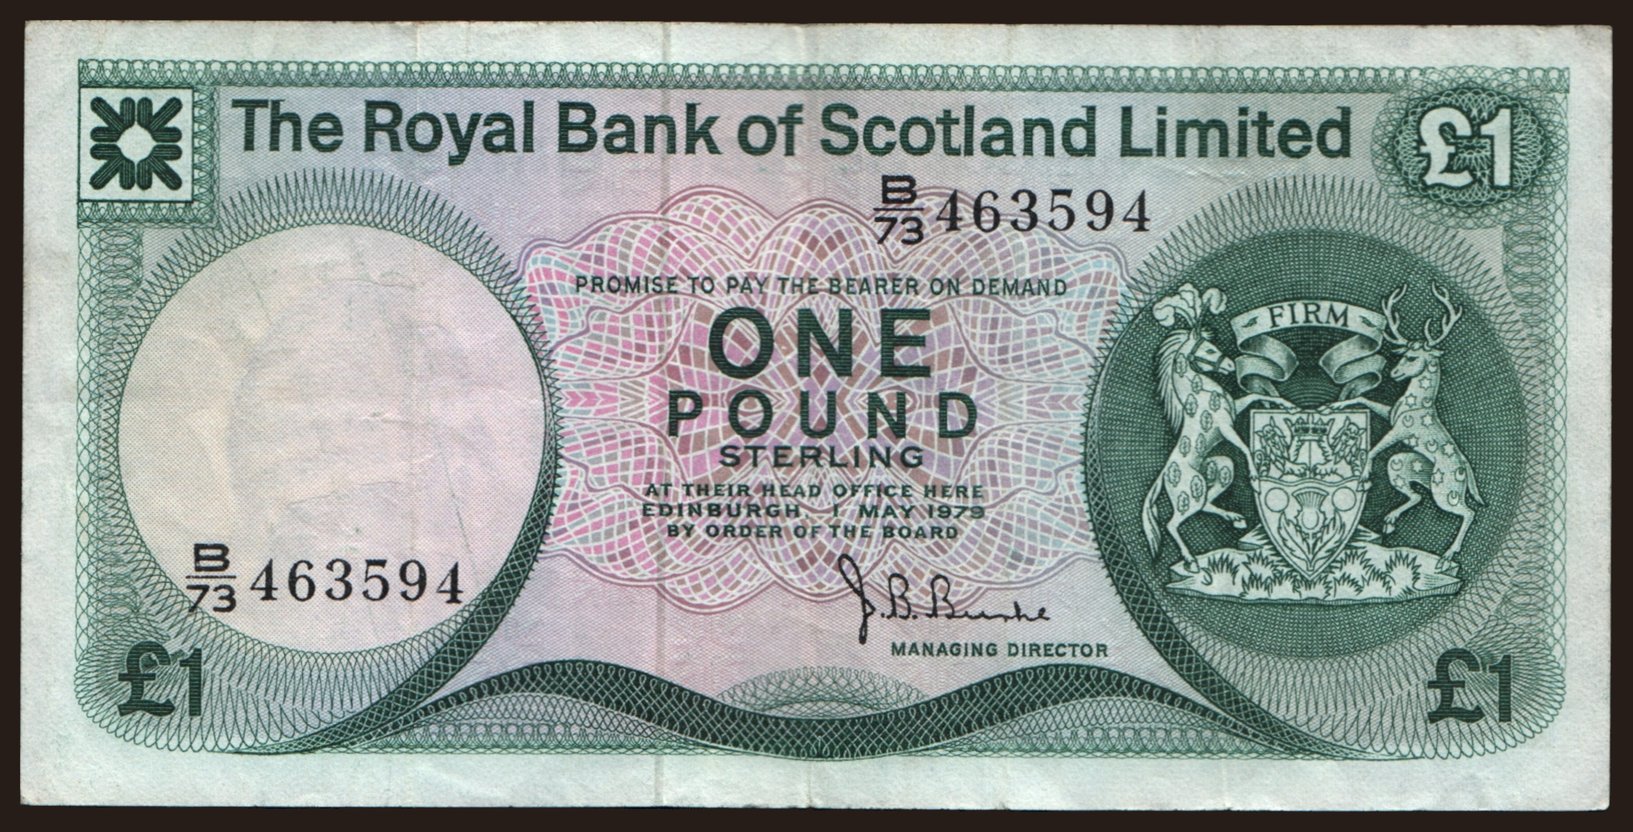 The Royal Bank of Scotland Limited
£1
B/73 463594
PROMISE TO PAY THE BEARER ON DEMAND
ONE
POUND
STERLING
AT THEIR HEAD OFFICE HERE
EDINBURGH 1 MAY 1979
BY ORDER OF THE BOARD
FIRM
B/73 463594
J. B. Burke
MANAGING DIRECTOR
£1
£1